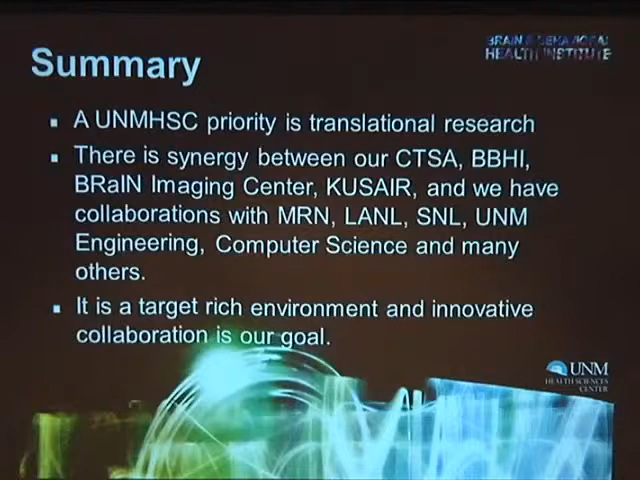 BRAIN & BEHAVIORAL
HEALTH INSTITUTE
Summary
▪ A UNMHSC priority is translational research
▪ There is synergy between our CTSA, BBHI,
BRaIN Imaging Center, KUSAIR, and we have
collaborations with MRN, LANL, SNL, UNM
Engineering, Computer Science and many
others.
▪ It is a target rich environment and innovative
collaboration is our goal.
UNM
HEALTH SCIENCES
CENTER